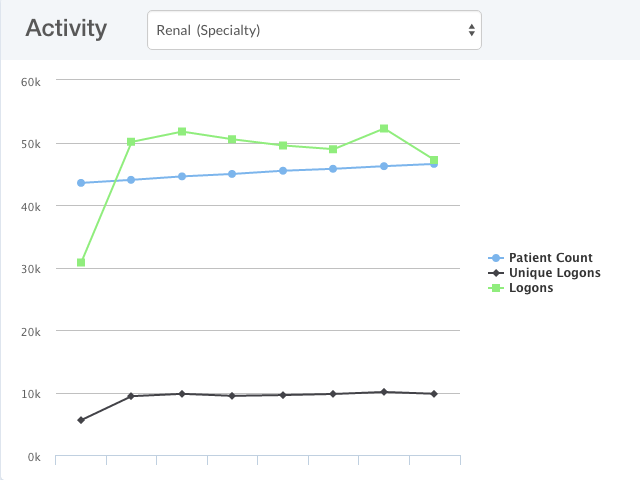 Activity
Renal (Specialty)
60k
50k
40k
30k
20k
10k
0k
Patient Count
Unique Logons
Logons